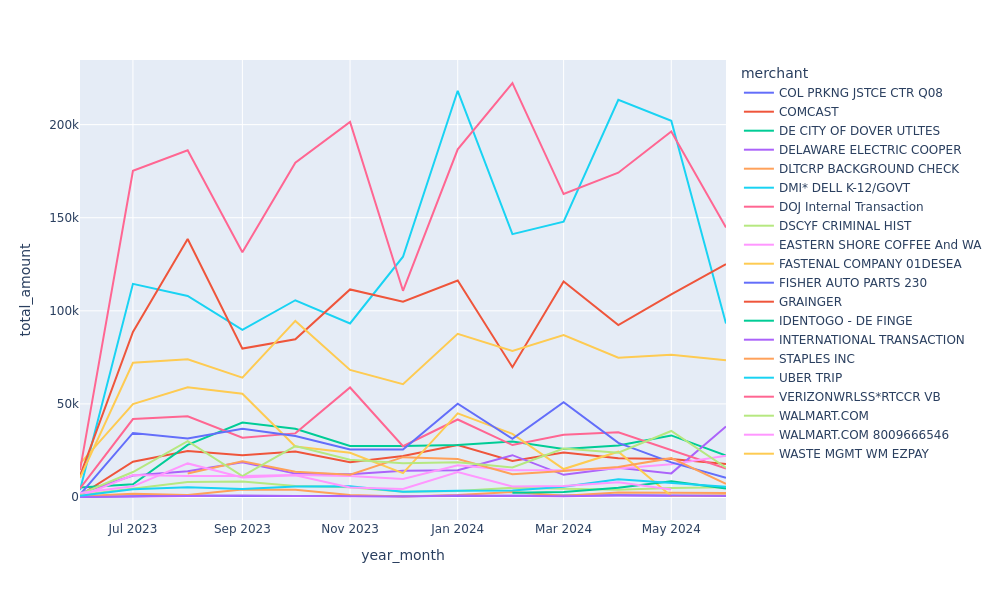 merchant
COL PRKNG JSTCE CTR Q08
COMCAST
DE CITY OF DOVER UTLTES
DELAWARE ELECTRIC COOPER
DLTCRP BACKGROUND CHECK
DMI* DELL K-12/GOVT
DOJ Internal Transaction
DSCYF CRIMINAL HIST
EASTERN SHORE COFFEE And WA
FASTENAL COMPANY 01DESEA
FISHER AUTO PARTS 230
GRAINGER
IDENTOGO - DE FINGE
INTERNATIONAL TRANSACTION
STAPLES INC
UBER TRIP
VERIZONWRLSS*RTCCR VB
WALMART.COM
WALMART.COM 8009666546
WASTE MGMT WM EZPAY
200k
150k
100k
50k
0
total_amount
Jul 2023
Sep 2023
Nov 2023
Jan 2024
Mar 2024
May 2024
year_month